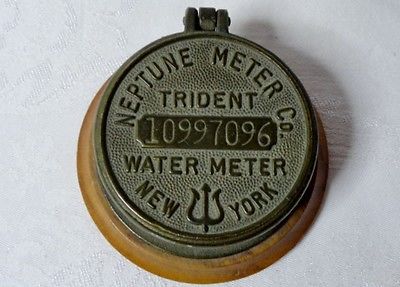 NEPTUNE METER Co.
TRIDENT
10997096
WATER METER
NEW YORK